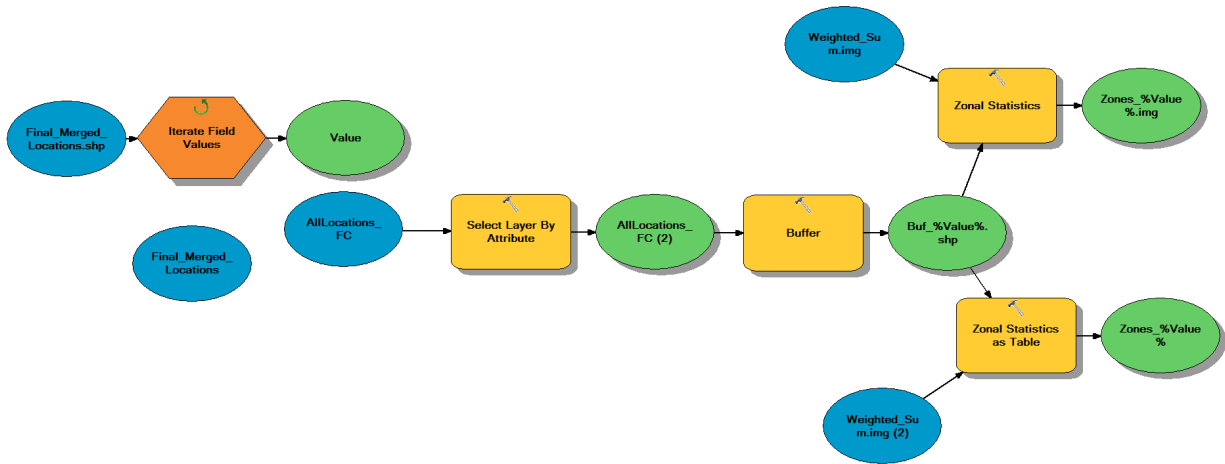 Final_Merged_
Locations.shp
Iterate Field
Values
Value
Final_Merged_
Locations
AllLocations_
FC
Select Layer By
Attribute
AllLocations_
FC (2)
Buffer
Buf_%Value%.
shp
Weighted_Su
m.img
Zonal Statistics
Zones_%Value
%.img
Zonal Statistics
as Table
Zones_%Value
%
Weighted_Su
m.img (2)